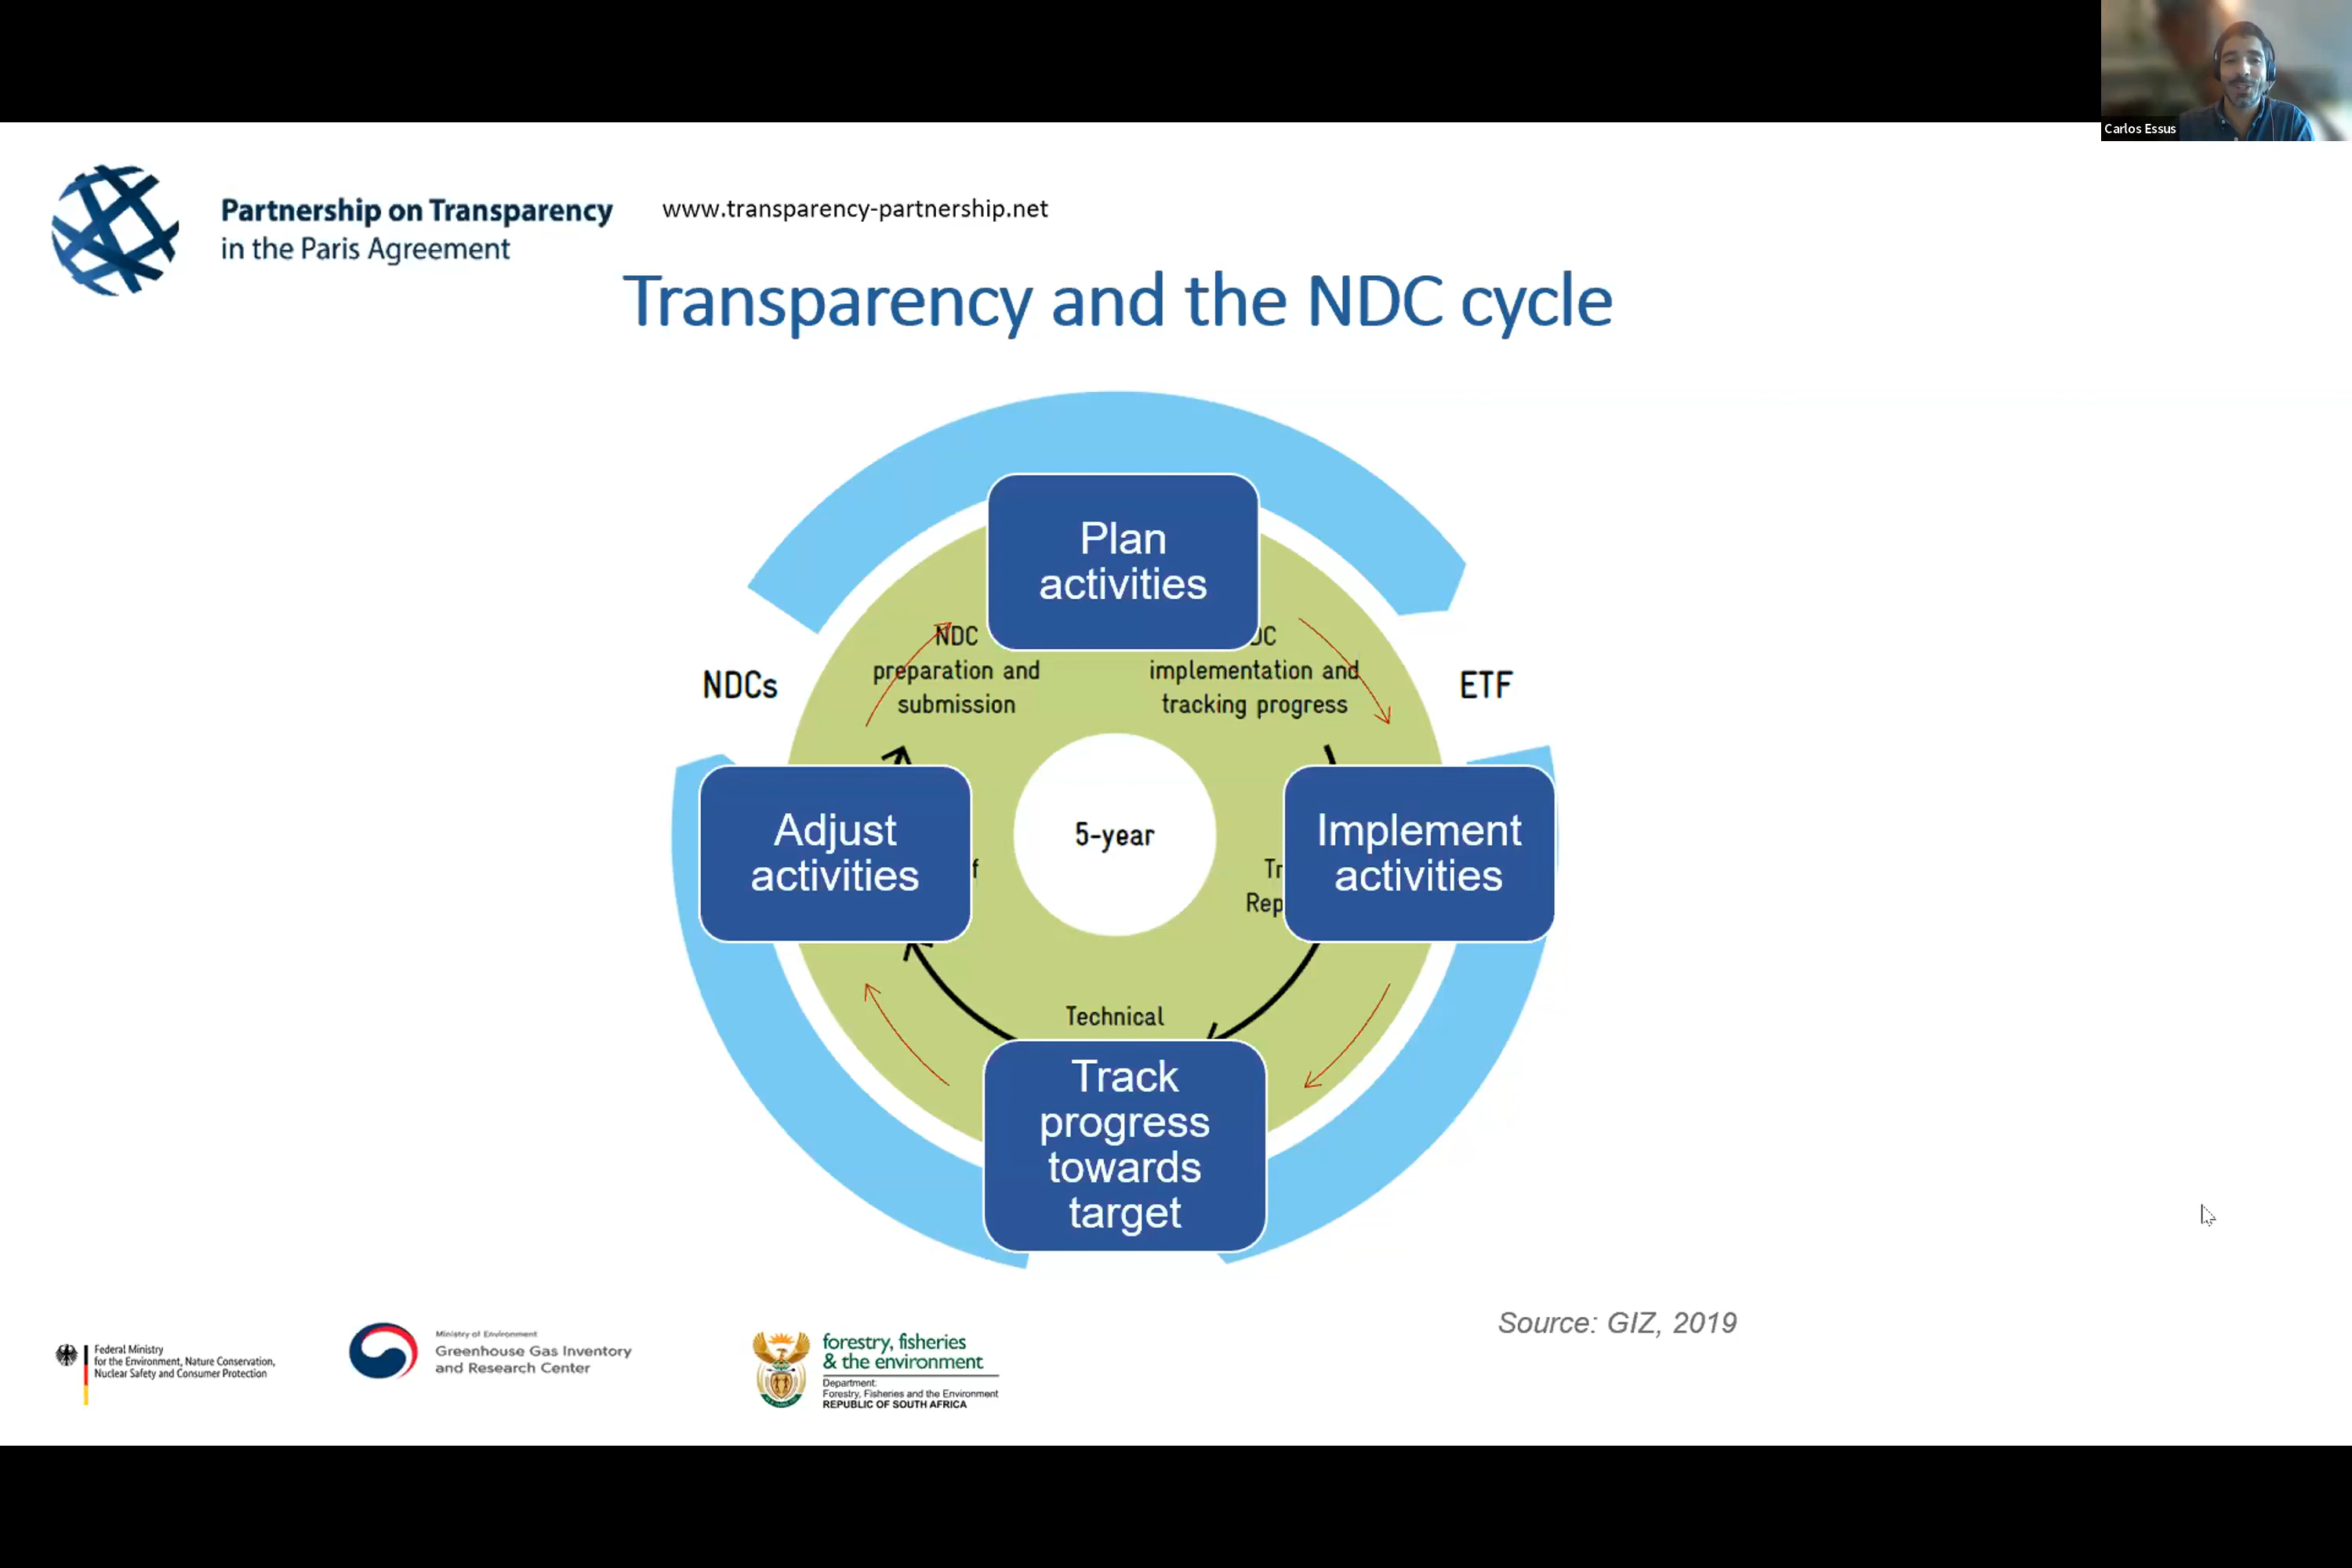 Carlos Essus
Partnership on Transparency
in the Paris Agreement
www.transparency-partnership.net
Transparency and the NDC cycle
Plan
activities
NDC
preparation and
submission
DC
implementation and
tracking progress
NDCs
ETF
Adjust
activities
f
5-year
Tr
Rep
Implement
activities
Technical
Track
progress
towards
target
Source: GIZ, 2019
Federal Ministry
for the Environment, Nature Conservation,
Nuclear Safety and Consumer Protection
Ministry of Environment
Greenhouse Gas Inventory
and Research Center
forestry, fisheries
& the environment
Department:
Forestry, Fisheries and the Environment
REPUBLIC OF SOUTH AFRICA